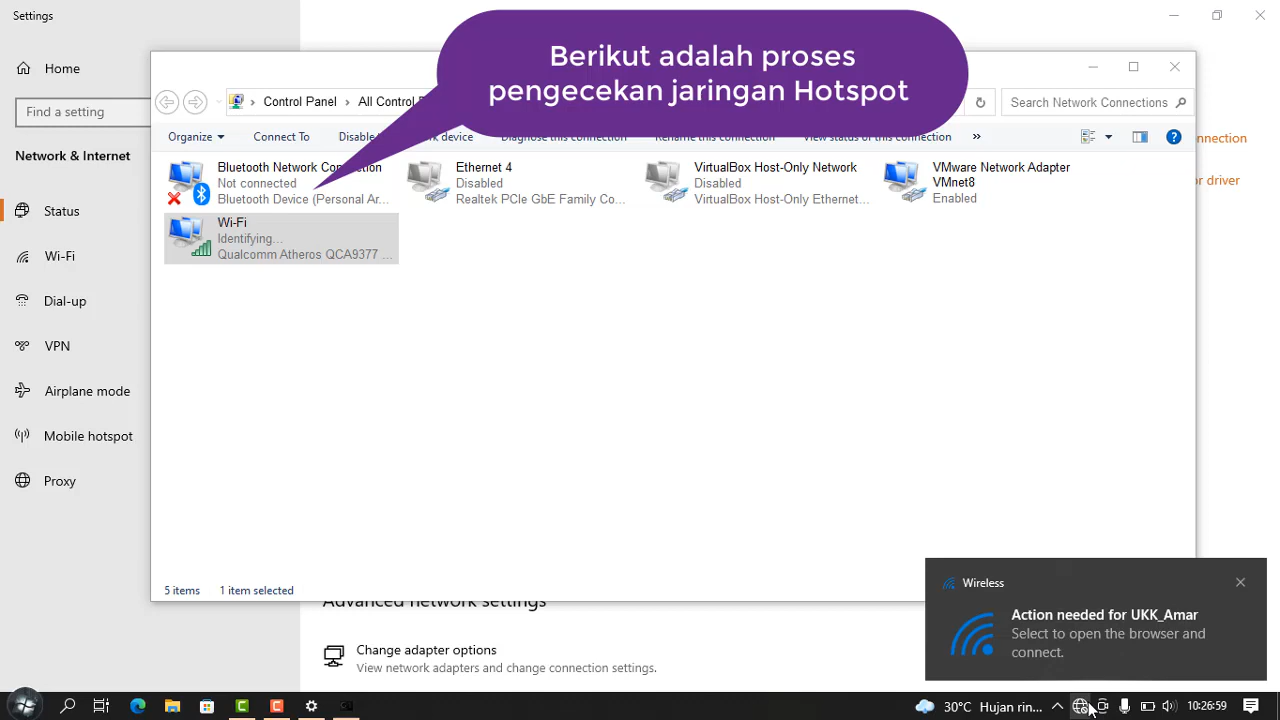 Settings
Home
Find a setting
Network & Internet
Status
Wi-Fi
Dial-up
VPN
Airplane mode
Mobile hotspot
Proxy
Berikut adalah proses
pengecekan jaringan Hotspot
Control Panel
All Control
Search Network Connections
Organize
Connect To
Disable
device
Diagnose this connection
Rename this connection
View status of this connection
»
Bluetooth Network Connection
Not connected
Bluetooth Device (Personal Ar...
Ethernet 4
Disabled
Realtek PCIe GbE Family Co...
VirtualBox Host-Only Network
Disabled
VirtualBox Host-Only Ethernet...
VMware Network Adapter
VMnet8
Enabled
Wi-Fi
Identifying...
Qualcomm Atheros QCA9377 ...
onnection
or driver
5 items
1 item selected
Advanced network settings
Change adapter options
View network adapters and change connection settings.
Wireless
Action needed for UKK_Amar
Select to open the browser and
connect.
30°C Hujan rin...
10:26:59